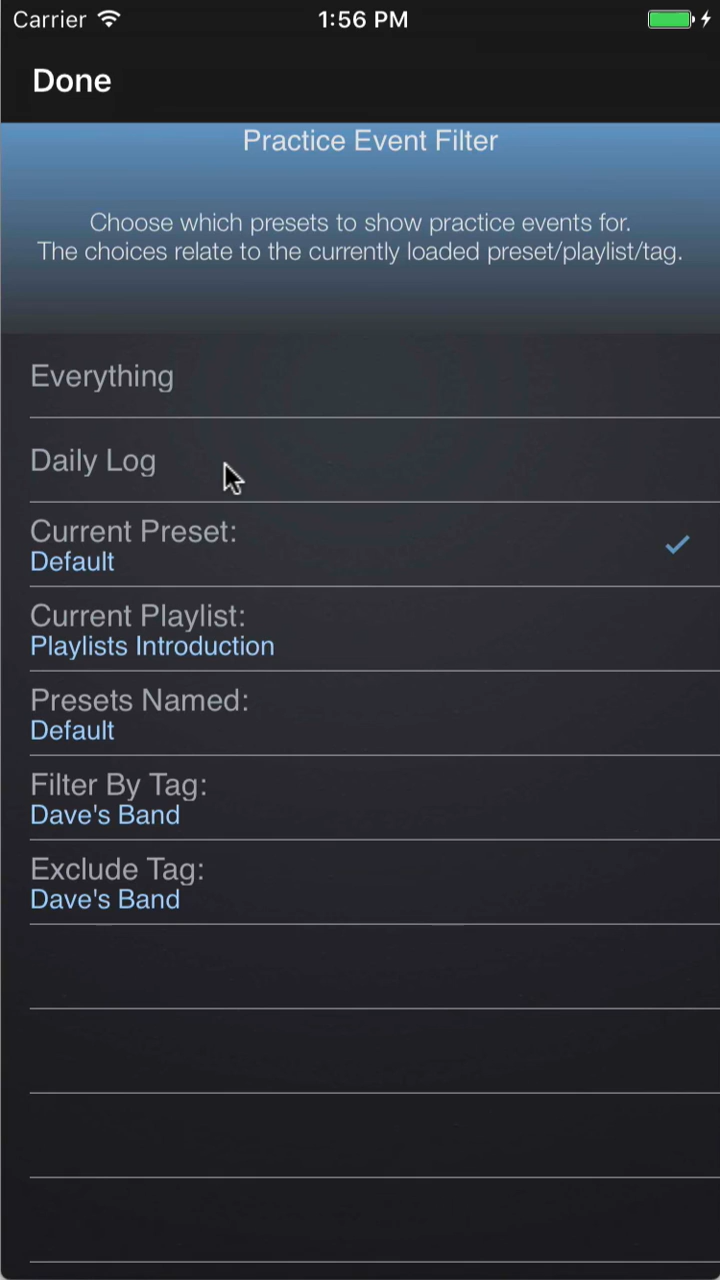 Carrier 1:56 PM
Done
Practice Event Filter
Choose which presets to show practice events for.
The choices relate to the currently loaded preset/playlist/tag.
Everything
Daily Log
Current Preset:
Default
Current Playlist:
Playlists Introduction
Presets Named:
Default
Filter By Tag:
Dave's Band
Exclude Tag:
Dave's Band